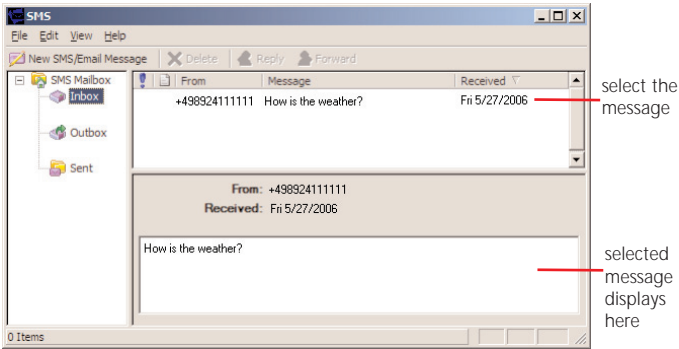 SMS
File Edit View Help
New SMS/Email Message Delete Reply Forward
SMS Mailbox
Inbox
Outbox
Sent
From Message Received
+498924111111 How is the weather? Fri 5/27/2006
From: +498924111111
Received: Fri 5/27/2006
How is the weather?
0 Items
select the
message
selected
message
displays
here